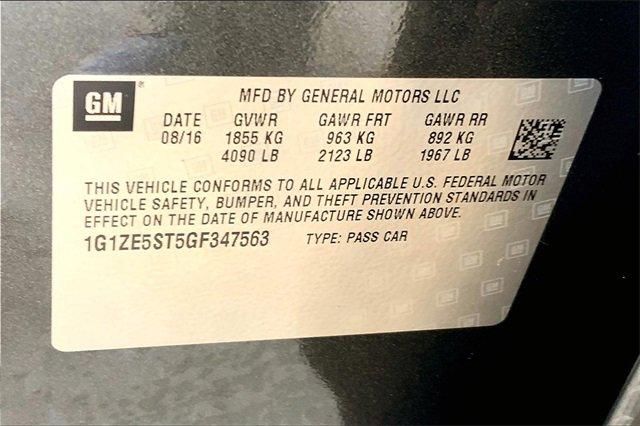 GM
MFD BY GENERAL MOTORS LLC
DATE GVWR GAWR FRT GAWR RR
08/16 1855 KG 963 KG 892 KG
4090 LB 2123 LB 1967 LB
THIS VEHICLE CONFORMS TO ALL APPLICABLE U.S. FEDERAL MOTOR
VEHICLE SAFETY, BUMPER, AND THEFT PREVENTION STANDARDS IN
EFFECT ON THE DATE OF MANUFACTURE SHOWN ABOVE.
1G1ZE5ST5GF347563 TYPE: PASS CAR